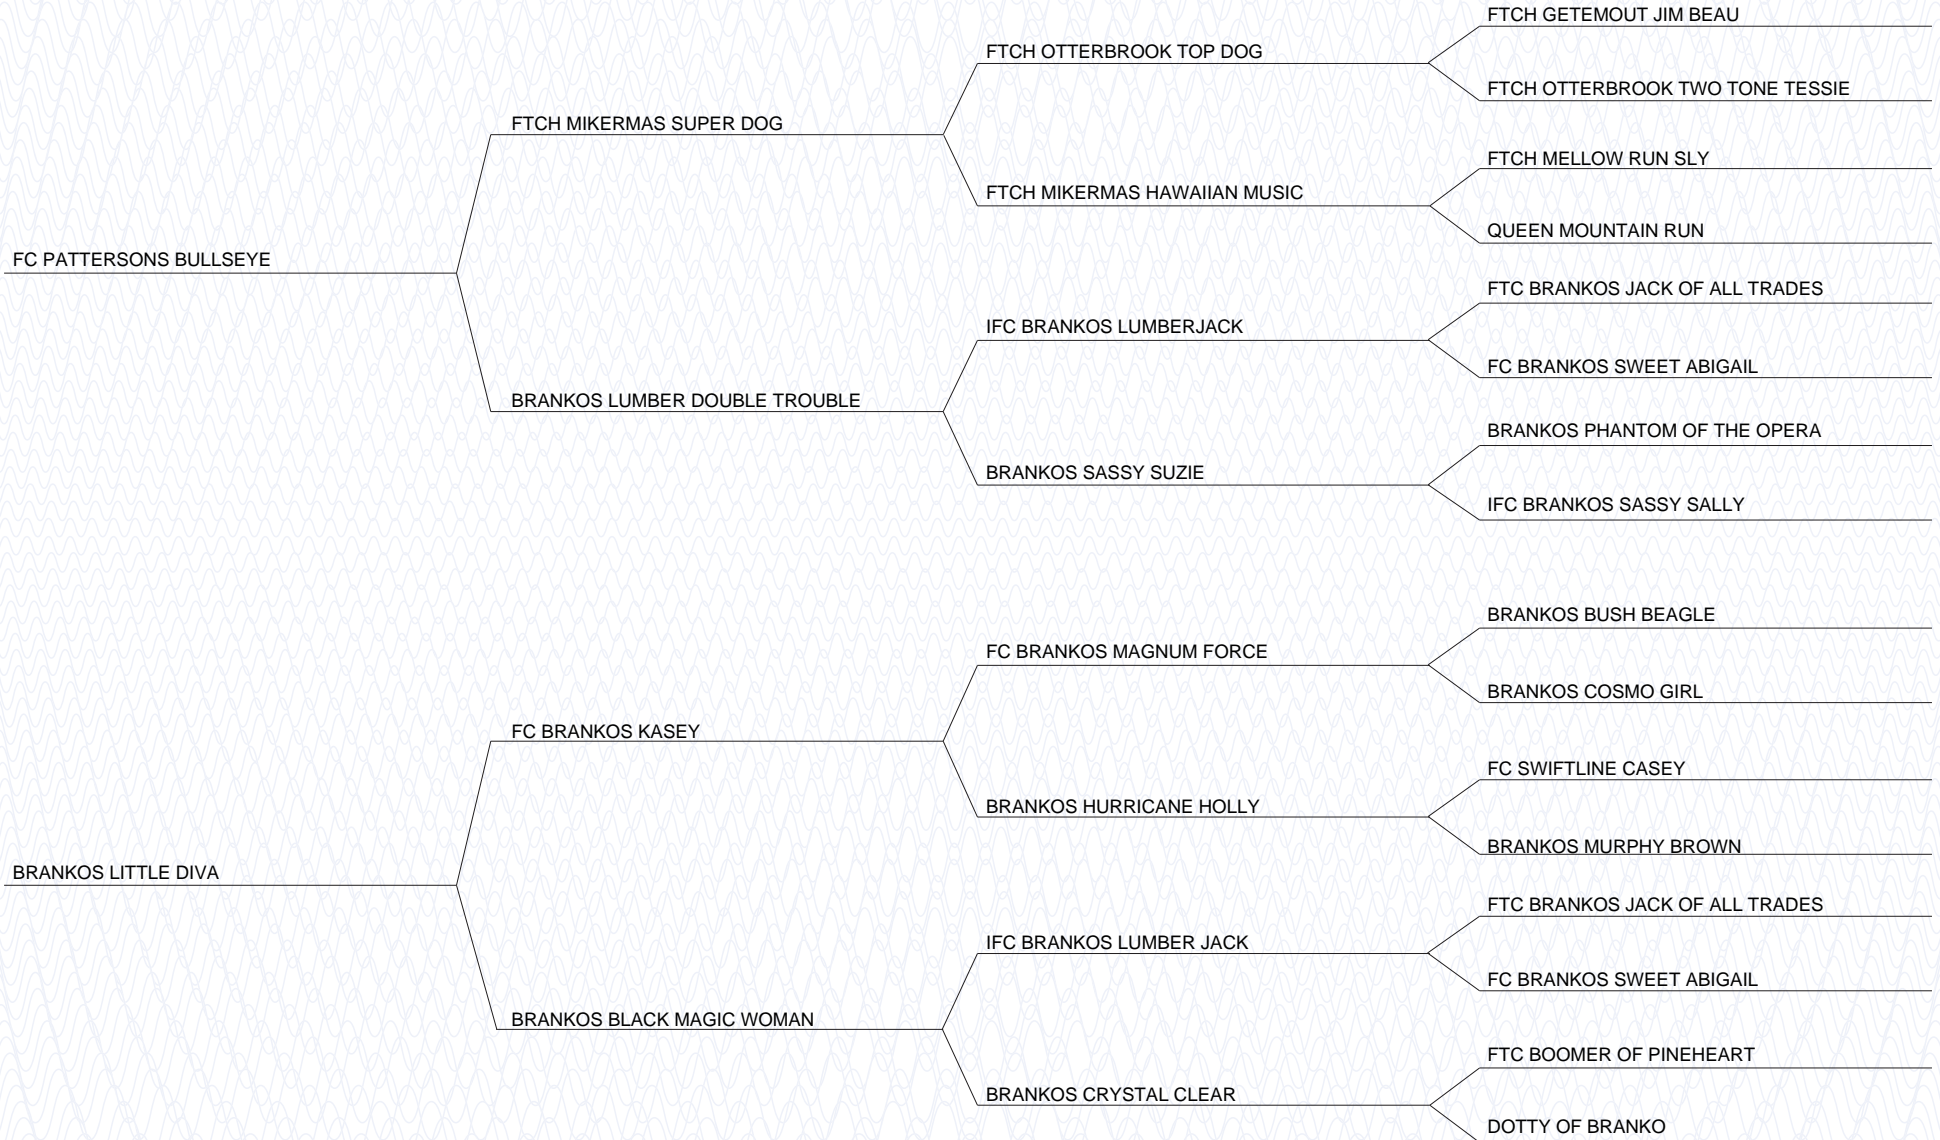 FTCH GETEMOUT JIM BEAU
FTCH OTTERBROOK TOP DOG
FTCH OTTERBROOK TWO TONE TESSIE
FTCH MIKERMAS SUPER DOG
FTCH MELLOW RUN SLY
FTCH MIKERMAS HAWAIIAN MUSIC
QUEEN MOUNTAIN RUN
FC PATTERSONS BULLSEYE
FTC BRANKOS JACK OF ALL TRADES
IFC BRANKOS LUMBERJACK
FC BRANKOS SWEET ABIGAIL
BRANKOS LUMBER DOUBLE TROUBLE
BRANKOS PHANTOM OF THE OPERA
BRANKOS SASSY SUZIE
IFC BRANKOS SASSY SALLY
BRANKOS BUSH BEAGLE
FC BRANKOS MAGNUM FORCE
BRANKOS COSMO GIRL
FC BRANKOS KASEY
FC SWIFTLINE CASEY
BRANKOS HURRICANE HOLLY
BRANKOS MURPHY BROWN
BRANKOS LITTLE DIVA
FTC BRANKOS JACK OF ALL TRADES
IFC BRANKOS LUMBER JACK
FC BRANKOS SWEET ABIGAIL
BRANKOS BLACK MAGIC WOMAN
FTC BOOMER OF PINEHEART
BRANKOS CRYSTAL CLEAR
DOTTY OF BRANKO